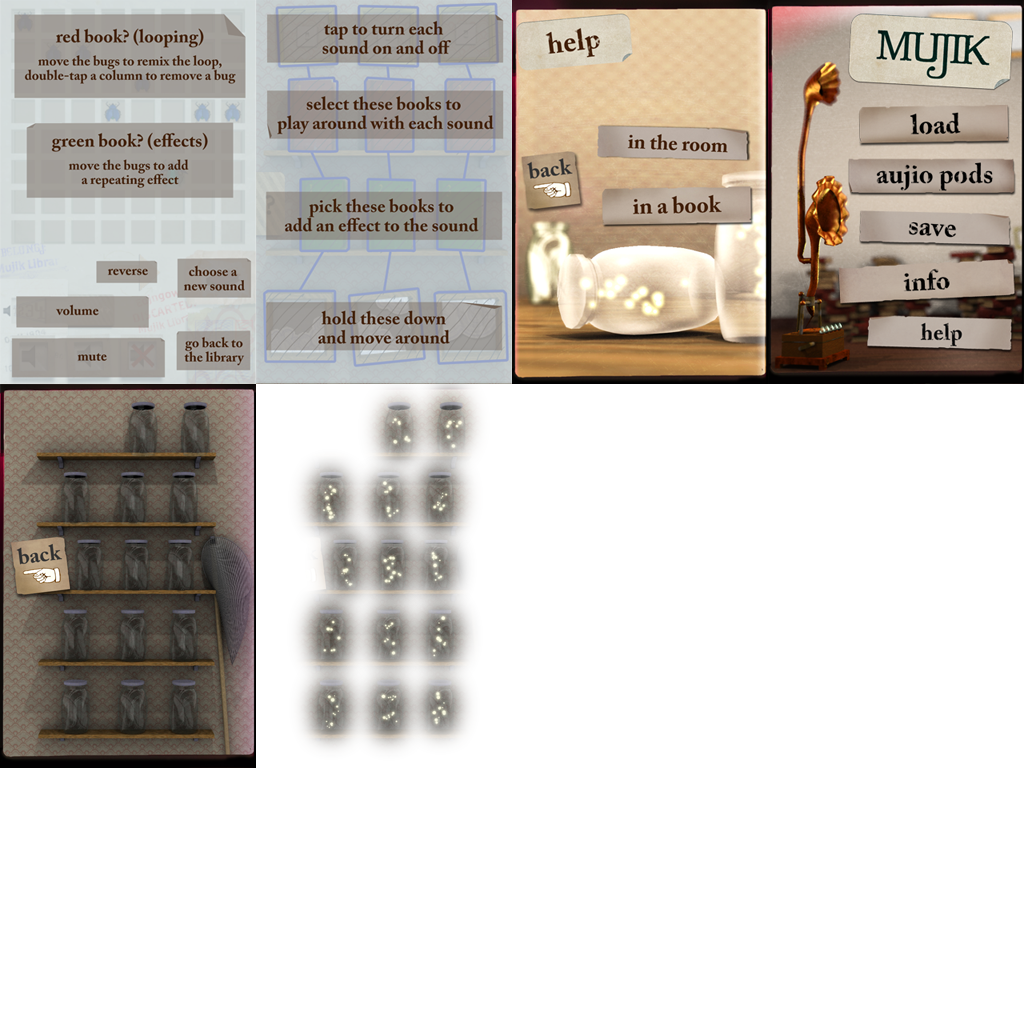 red book? (looping)
move the bugs to remix the loop,
double-tap a column to remove a bug
green book? (effects)
move the bugs to add
a repeating effect
reverse
choose a
new sound
volume
mute
go back to
the library
tap to turn each
sound on and off
select these books to
play around with each sound
pick these books to
add an effect to the sound
hold these down
and move around
help
in the room
back
in a book
MUJIK
load
aujio pods
save
info
help
back